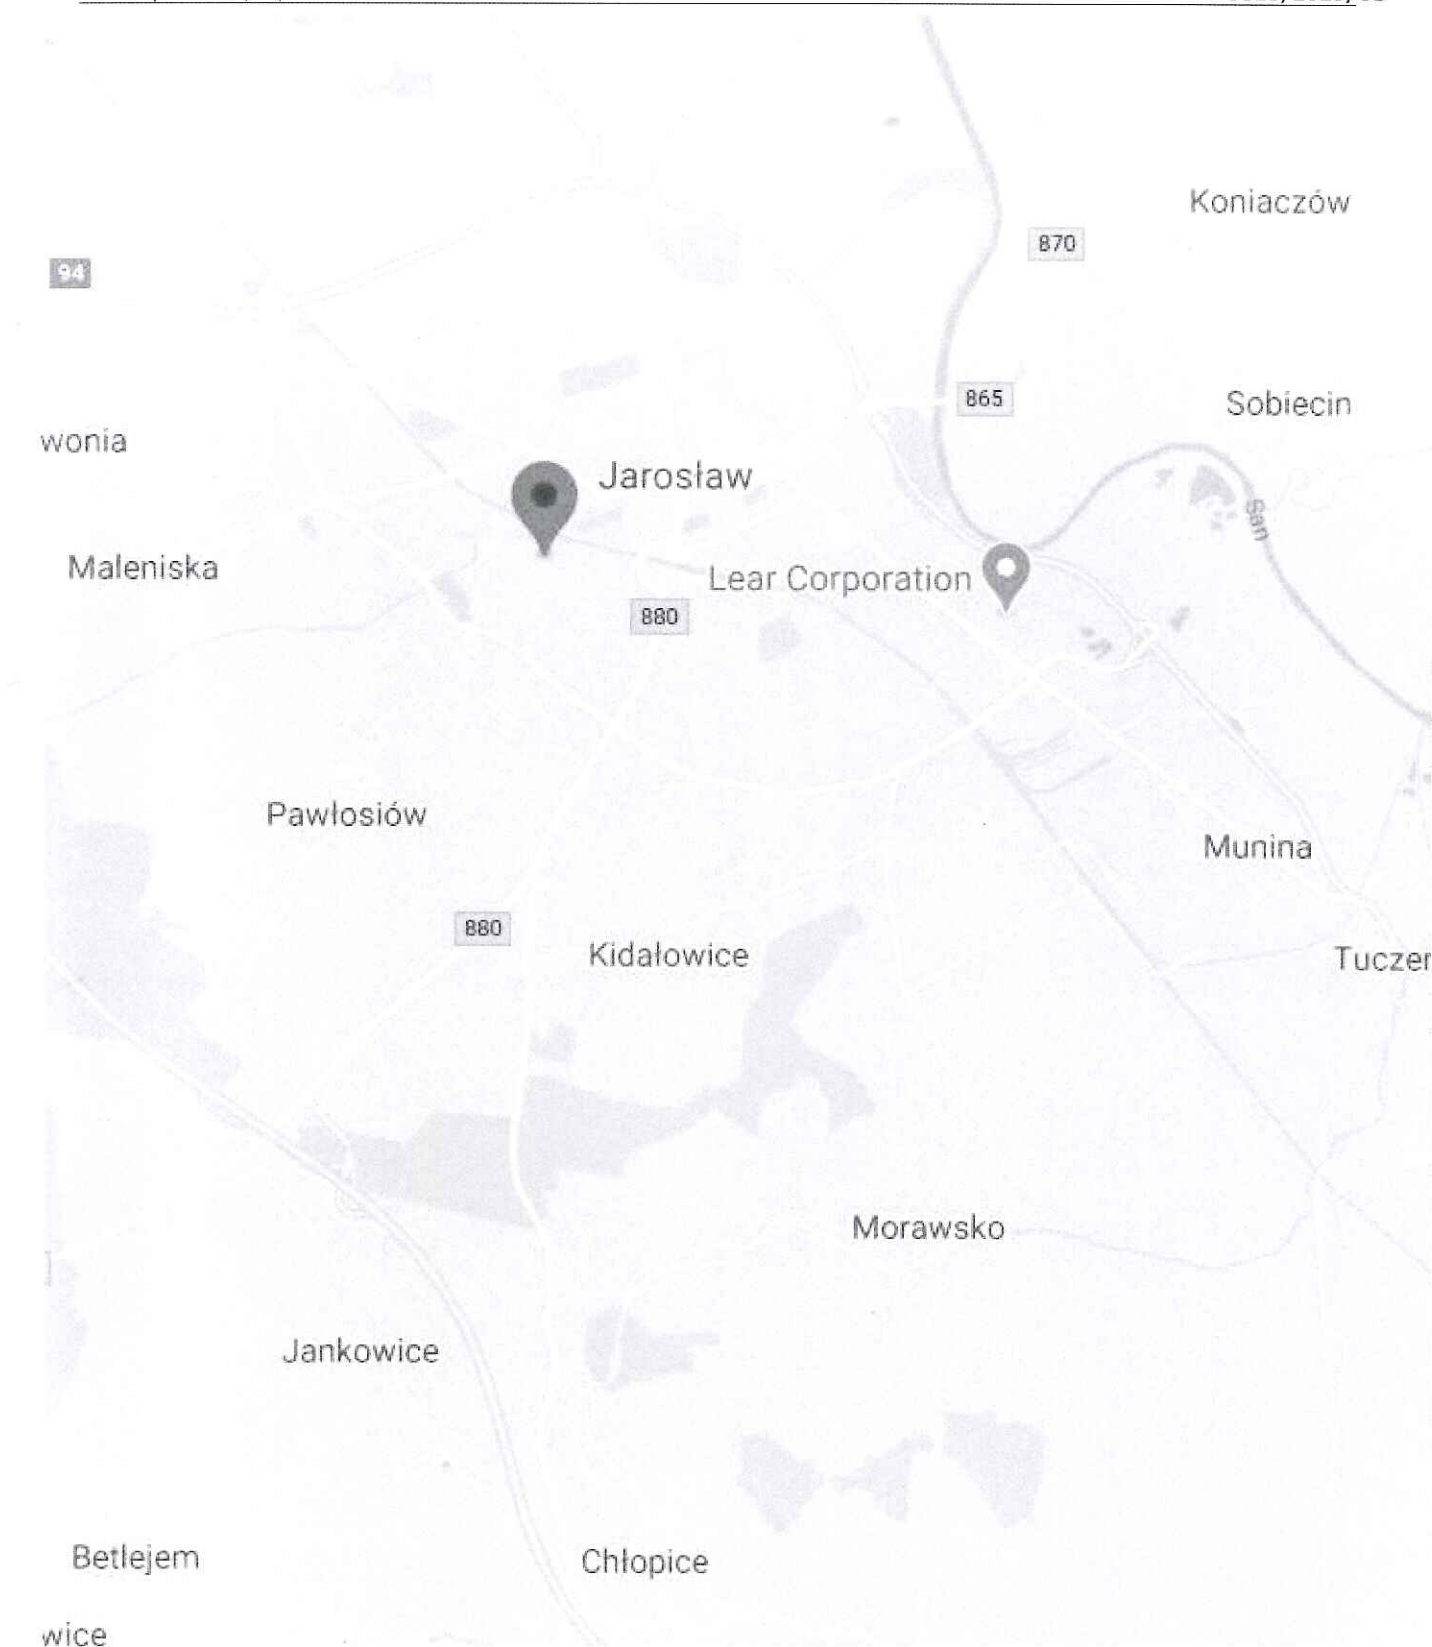 Koniaczów
870
94
865
Sobiecin
wonia
Jarosław
San
Maleniska
Lear Corporation
880
Pawłosiów
Munina
880
Kidałowice
Tuczer
Morawsko
Jankowice
Betlejem
Chłopice
wice